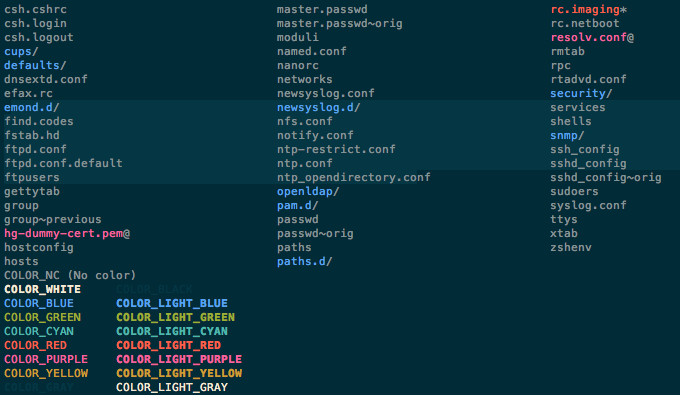 csh.cshrc master.passwd rc.imaging*
csh.login master.passwd~orig rc.netboot
csh.logout moduli resolv.conf@
cups/ named.conf rmtab
defaults/ nanorc rpc
dnsextd.conf networks rtadvd.conf
efax.rc newsyslog.conf security/
emond.d/ newsyslog.d/ services
find.codes nfs.conf shells
fstab.hd notify.conf snmp/
ftpd.conf ntp-restrict.conf ssh_config
ftpd.conf.default ntp.conf sshd_config
ftpusers ntp_opendirectory.conf sshd_config~orig
gettytab openldap/ sudoers
group pam.d/ syslog.conf
group~previous passwd ttys
hg-dummy-cert.pem@ passwd~orig xtab
hostconfig paths zshenv
hosts paths.d/
COLOR_NC (No color)
COLOR_WHITE COLOR_BLACK
COLOR_BLUE COLOR_LIGHT_BLUE
COLOR_GREEN COLOR_LIGHT_GREEN
COLOR_CYAN COLOR_LIGHT_CYAN
COLOR_RED COLOR_LIGHT_RED
COLOR_PURPLE COLOR_LIGHT_PURPLE
COLOR_YELLOW COLOR_LIGHT_YELLOW
COLOR_GRAY COLOR_LIGHT_GRAY